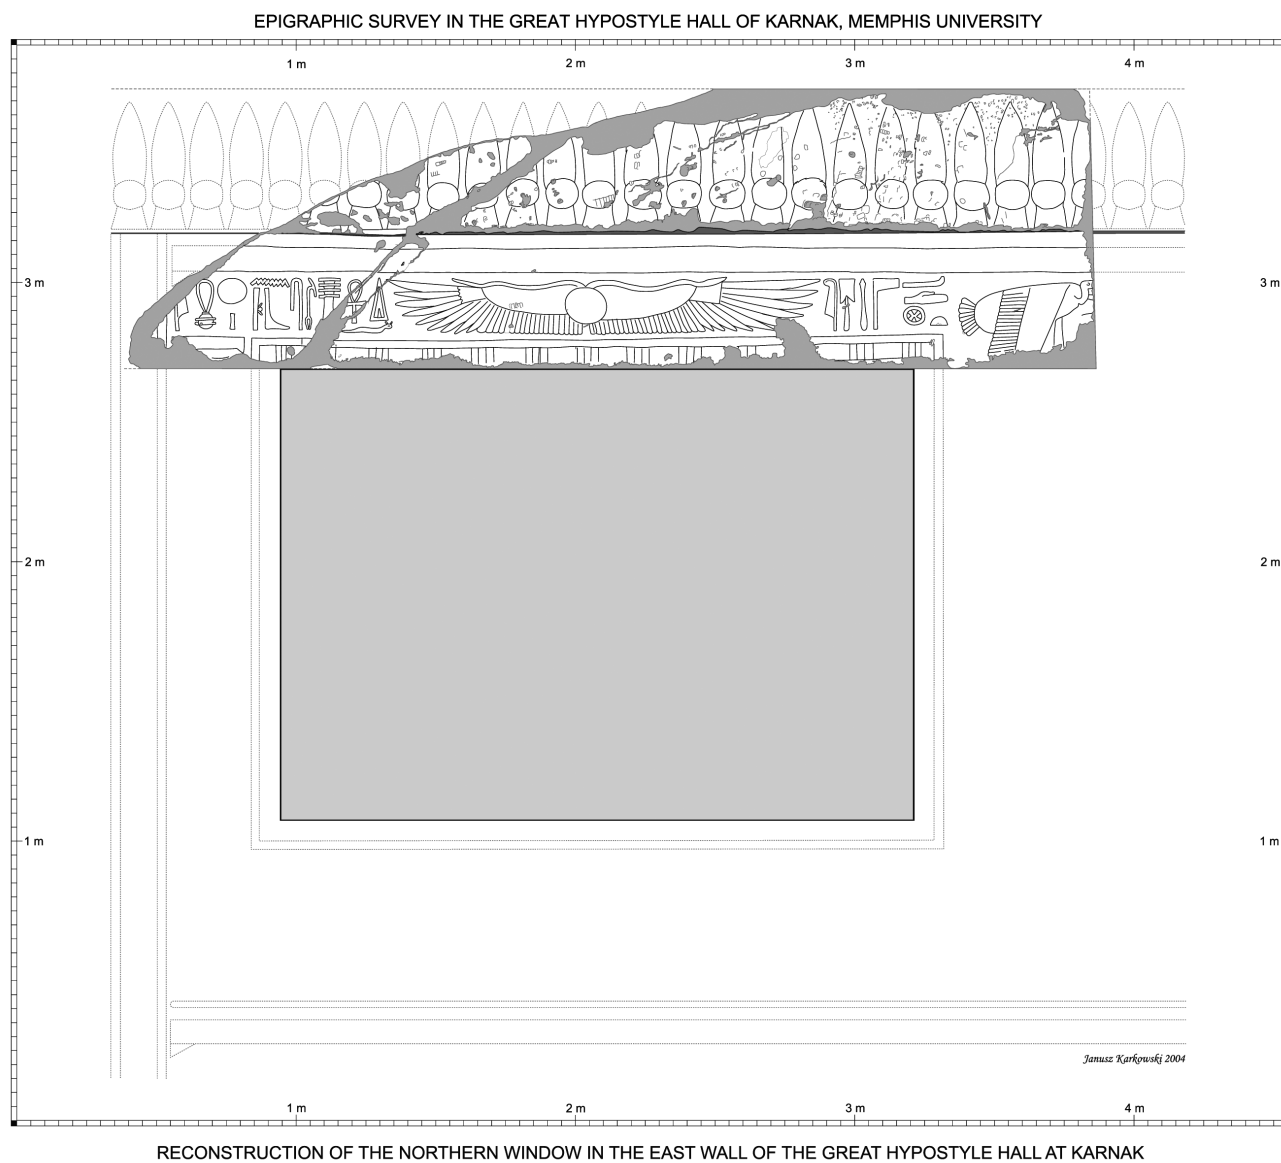 EPIGRAPHIC SURVEY IN THE GREAT HYPOSTYLE HALL OF KARNAK, MEMPHIS UNIVERSITY
1 m 2 m 3 m 4 m
3 m 3 m
2 m 2 m
1 m 1 m
Janusz Karkowski 2004
1 m 2 m 3 m 4 m
RECONSTRUCTION OF THE NORTHERN WINDOW IN THE EAST WALL OF THE GREAT HYPOSTYLE HALL AT KARNAK